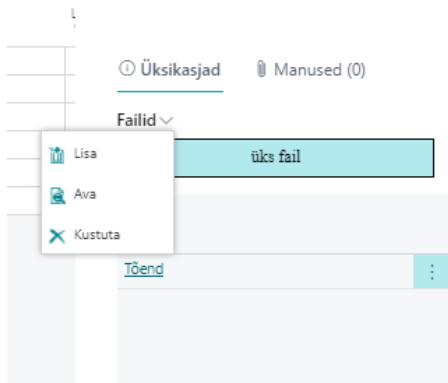 Üksikasjad
Manused (0)
Failid
Lisa
üks fail
Ava
Kustuta
Tõend